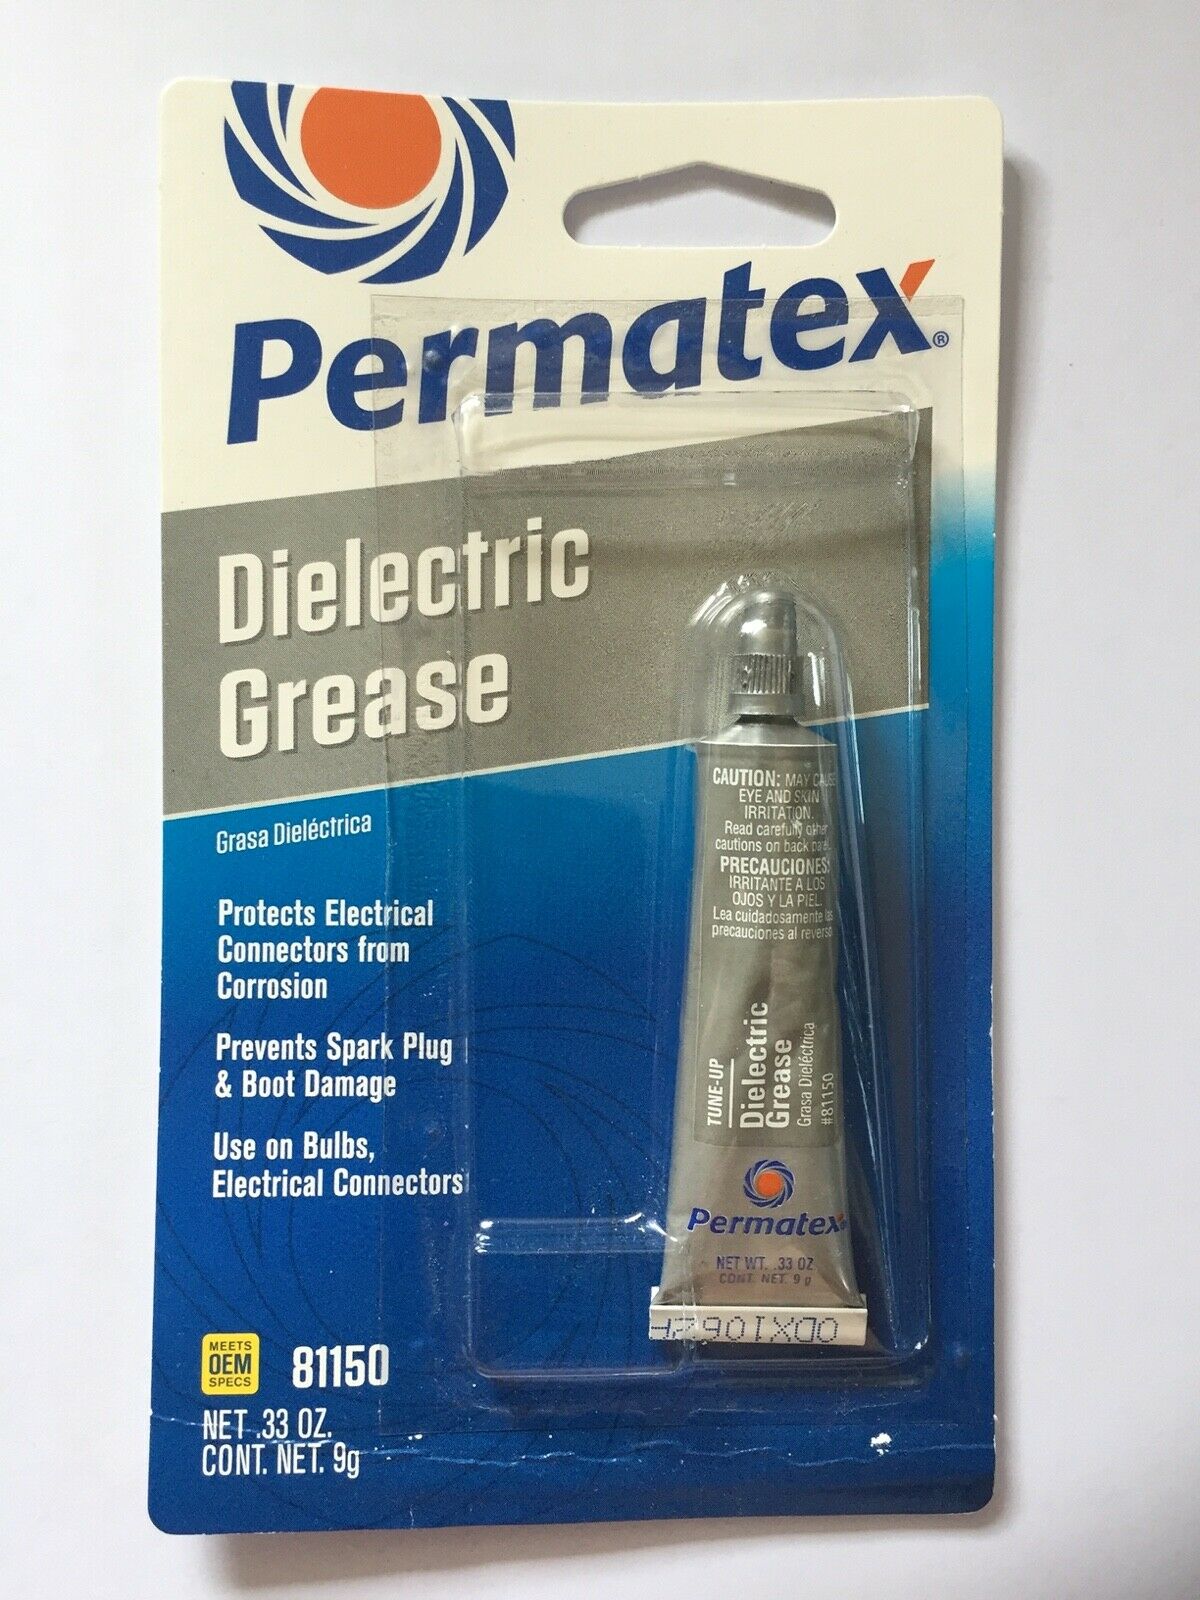 Permatex®
Dielectric
Grease
Grasa Dieléctrica
Protects Electrical
Connectors from
Corrosion
Prevents Spark Plug
& Boot Damage
Use on Bulbs,
Electrical Connectors
MEETS
OEM
SPECS
81150
NET .33 OZ.
CONT. NET. 9g
CAUTION: MAY CAUSE
EYE AND SKIN
IRRITATION.
Read carefully other
cautions on back panel.
PRECAUCIONES:
IRRITANTE A LOS
OJOS Y LA PIEL.
Lea cuidadosamente las
precauciones al reverso
TUNE-UP
Dielectric
Grease
Grasa Dieléctrica
#81150
Permatex®
NET WT. .33 OZ
CONT. NET. 9 g